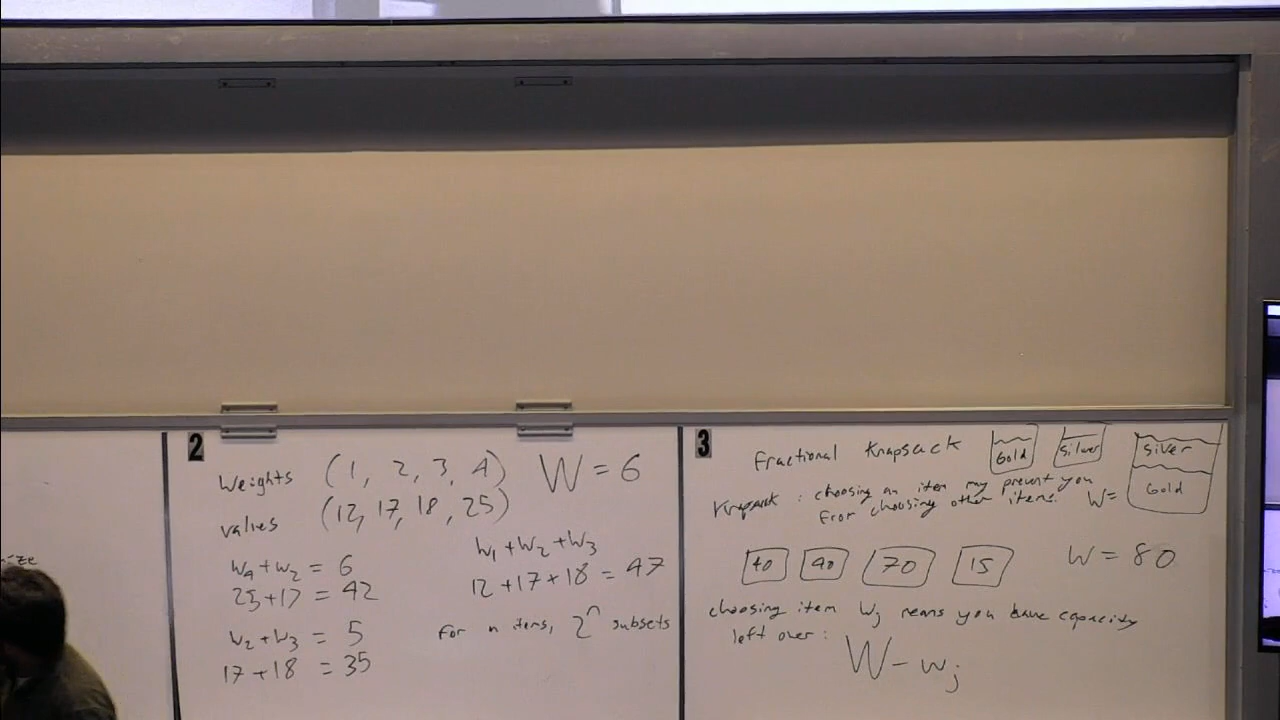 2
Weights (1, 2, 3, 4) W = 6
values (12, 17, 18, 25)
w₄ + w₂ = 6
25 + 17 = 42
w₂ + w₃ = 5
17 + 18 = 35
w₁ + w₂ + w₃
12 + 17 + 18 = 47
For n items, 2ⁿ subsets
3
Fractional Knapsack
Gold
Silver
Silver
Gold
W =
Knapsack : choosing an item may prevent you
from choosing other items.
40 40 70 15 W = 80
choosing item wⱼ means you have capacity
left over :
W - wⱼ